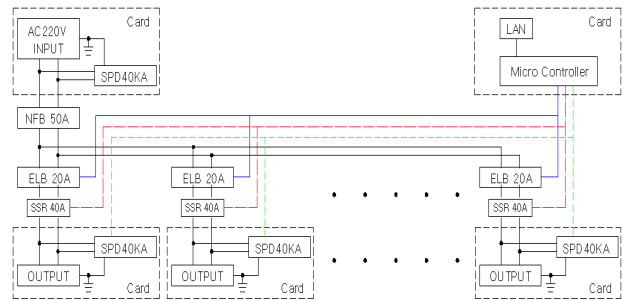 AC220V
INPUT
Card
SPD40KA
LAN
Card
Micro Controller
NFB 50A
ELB 20A
ELB 20A
ELB 20A
SSR 40A
SSR 40A
SSR 40A
SPD40KA
SPD40KA
SPD40KA
OUTPUT
Card
OUTPUT
Card
OUTPUT
Card